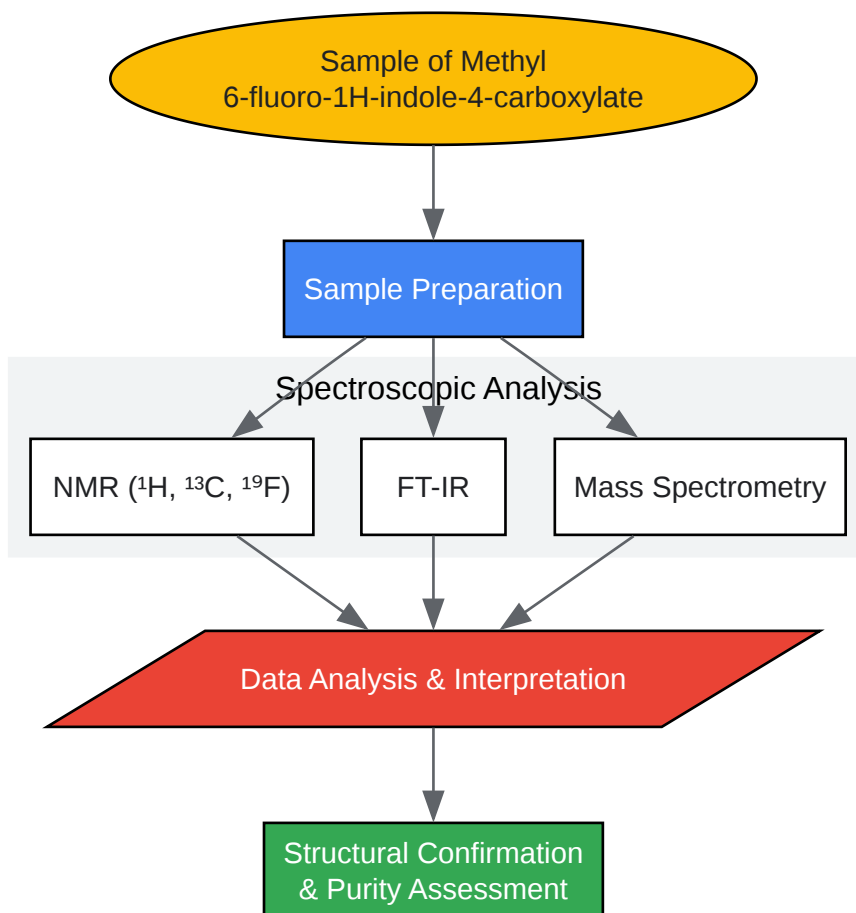 Sample of Methyl
6-fluoro-1H-indole-4-carboxylate
Sample Preparation
Spectroscopic Analysis
NMR (¹H, ¹³C, ¹⁹F)
FT-IR
Mass Spectrometry
Data Analysis & Interpretation
Structural Confirmation
& Purity Assessment